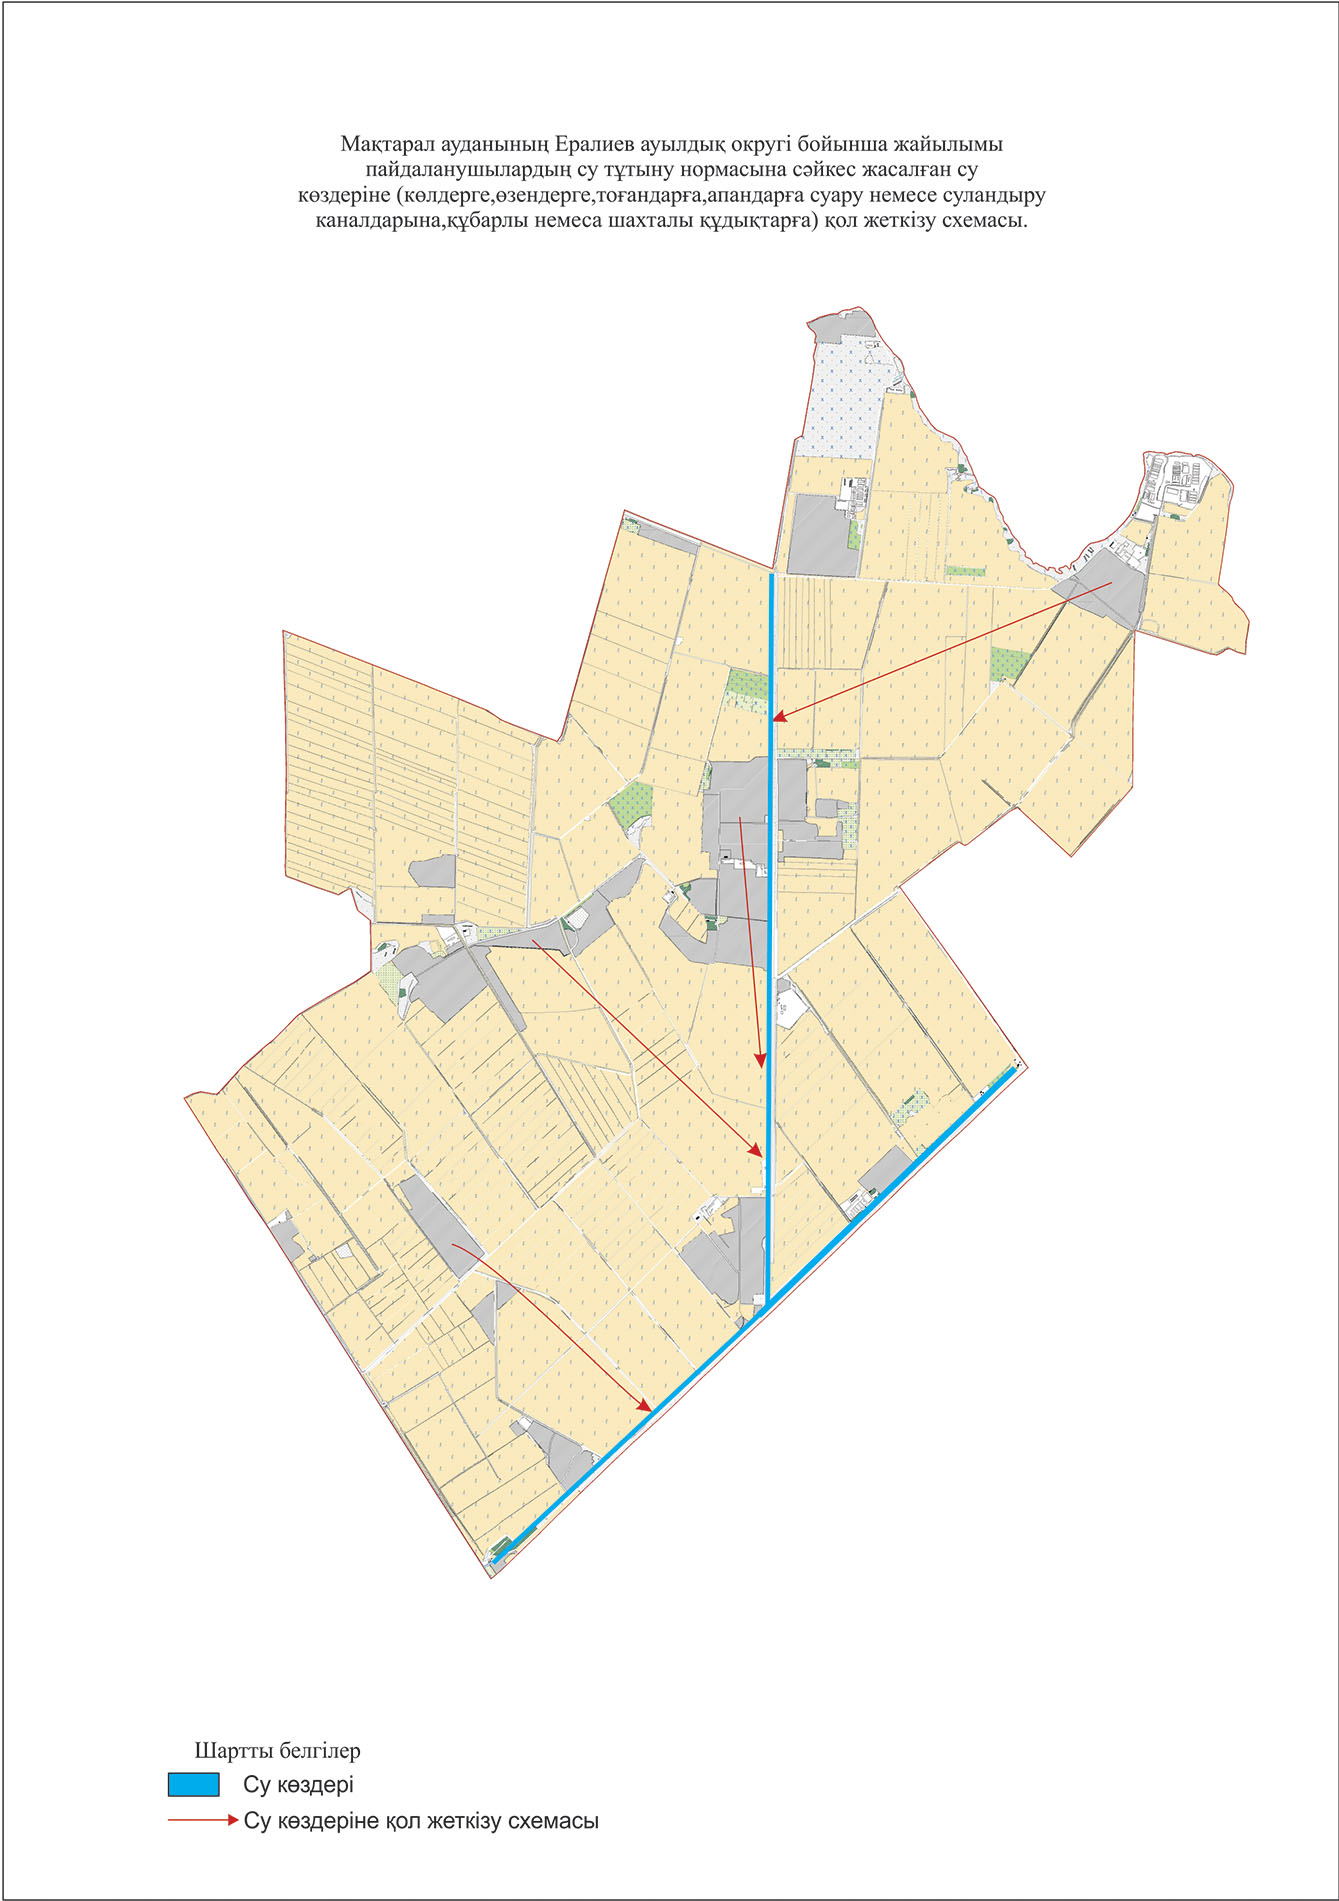 Мақтарал ауданының Ералиев ауылдық округі бойынша жайылымы
пайдаланушылардың су тұтыну нормасына сәйкес жасалған су
көздеріне (көлдерге,өзендерге,тоғандарға,апандарға суару немесе суландыру
каналдарына,құбарлы немеса шахталы құдықтарға) қол жеткізу схемасы.
Шартты белгілер
Су көздері
Су көздеріне қол жеткізу схемасы